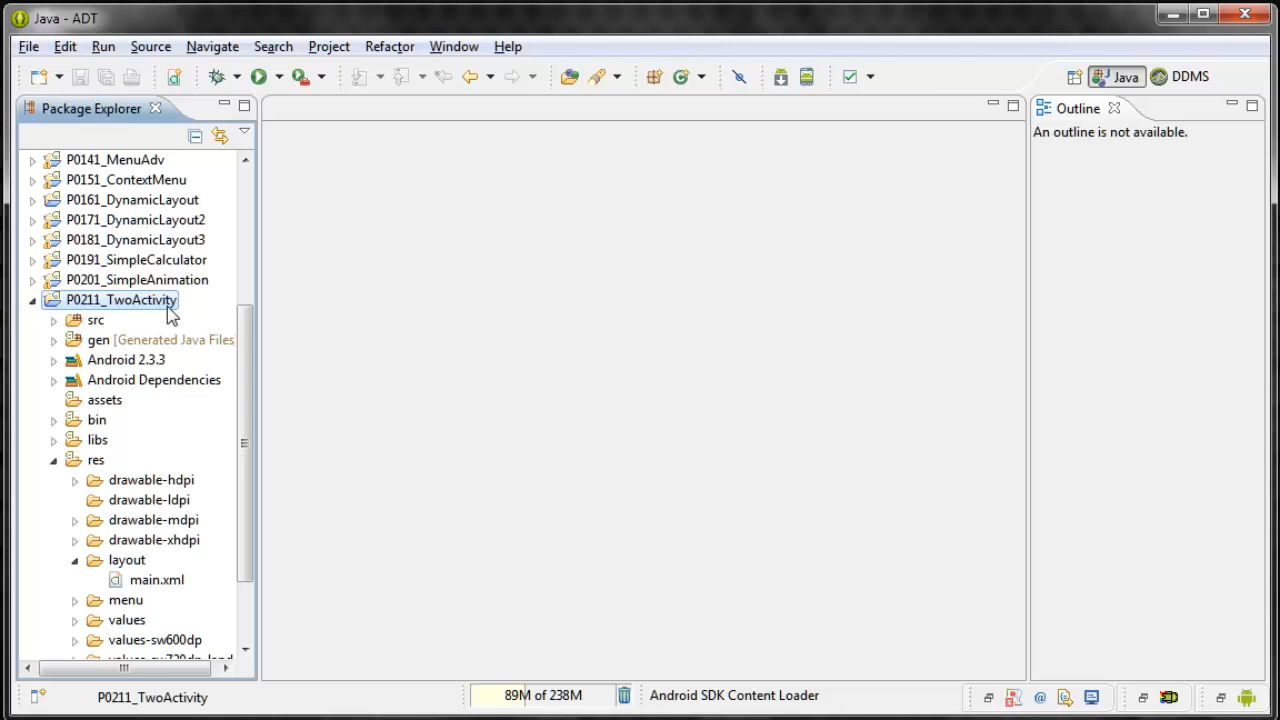 Java - ADT
File Edit Run Source Navigate Search Project Refactor Window Help
Java DDMS
Package Explorer
Outline
An outline is not available.
P0141_MenuAdv
P0151_ContextMenu
P0161_DynamicLayout
P0171_DynamicLayout2
P0181_DynamicLayout3
P0191_SimpleCalculator
P0201_SimpleAnimation
P0211_TwoActivity
src
gen [Generated Java Files]
Android 2.3.3
Android Dependencies
assets
bin
libs
res
drawable-hdpi
drawable-ldpi
drawable-mdpi
drawable-xhdpi
layout
main.xml
menu
values
values-sw600dp
P0211_TwoActivity
89M of 238M
Android SDK Content Loader